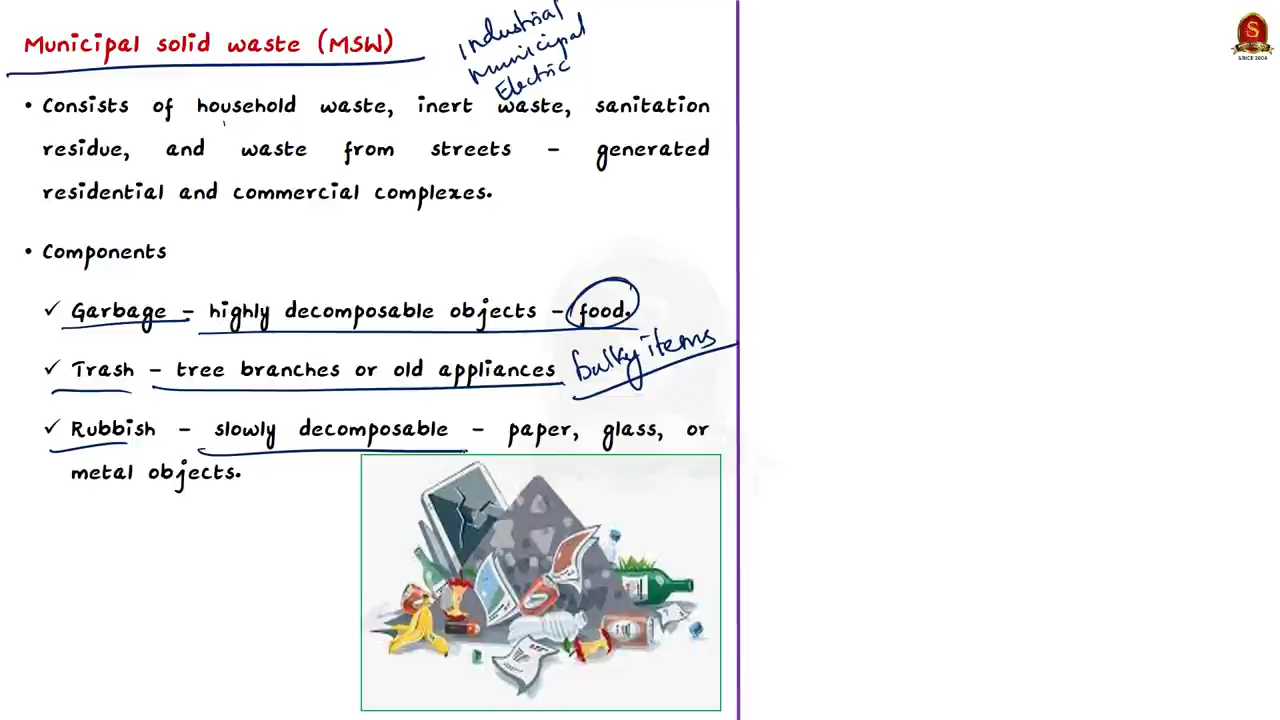 Municipal solid waste (MSW)
Industrial
Municipal
Electric
• Consists of household waste, inert waste, sanitation
residue, and waste from streets – generated
residential and commercial complexes.
• Components
✓ Garbage – highly decomposable objects – food.
✓ Trash – tree branches or old appliances
bulky items
✓ Rubbish – slowly decomposable – paper, glass, or
metal objects.
S
SINCE 2004